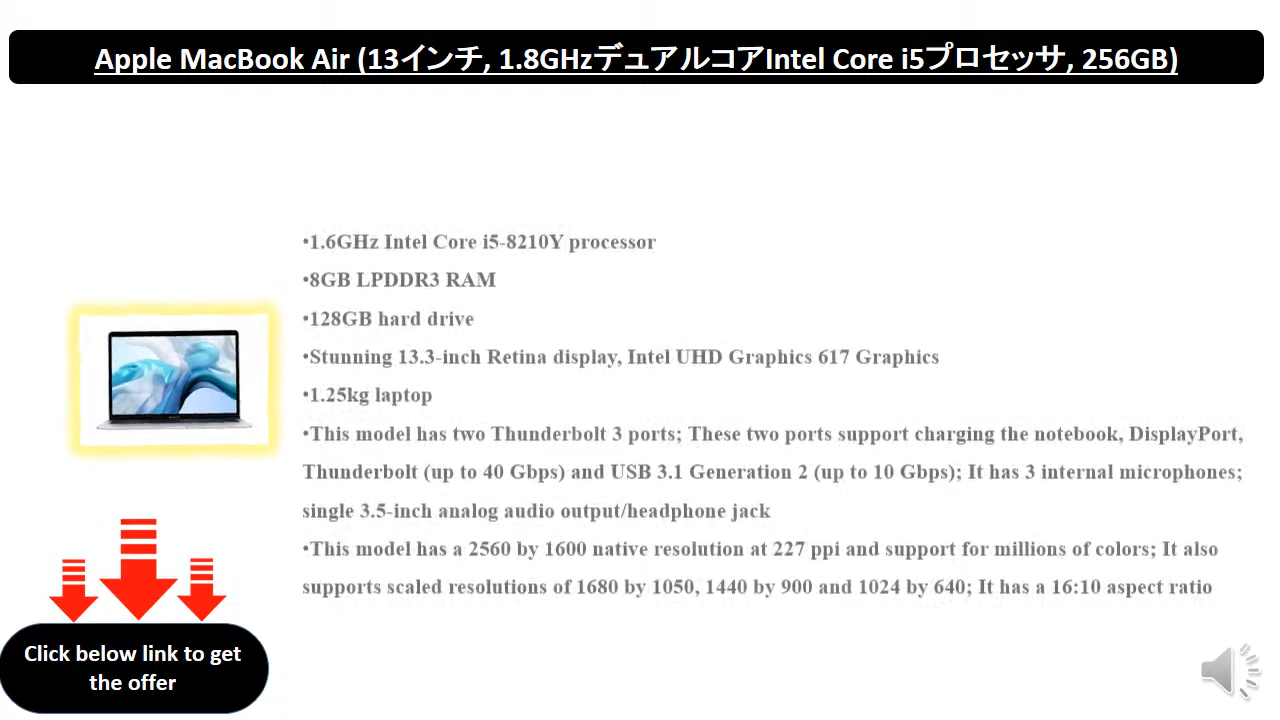 Apple MacBook Air (13インチ, 1.8GHzデュアルコアIntel Core i5プロセッサ, 256GB)
•1.6GHz Intel Core i5-8210Y processor
•8GB LPDDR3 RAM
•128GB hard drive
•Stunning 13.3-inch Retina display, Intel UHD Graphics 617 Graphics
•1.25kg laptop
•This model has two Thunderbolt 3 ports; These two ports support charging the notebook, DisplayPort,
Thunderbolt (up to 40 Gbps) and USB 3.1 Generation 2 (up to 10 Gbps); It has 3 internal microphones;
single 3.5-inch analog audio output/headphone jack
•This model has a 2560 by 1600 native resolution at 227 ppi and support for millions of colors; It also
supports scaled resolutions of 1680 by 1050, 1440 by 900 and 1024 by 640; It has a 16:10 aspect ratio
Click below link to get
the offer